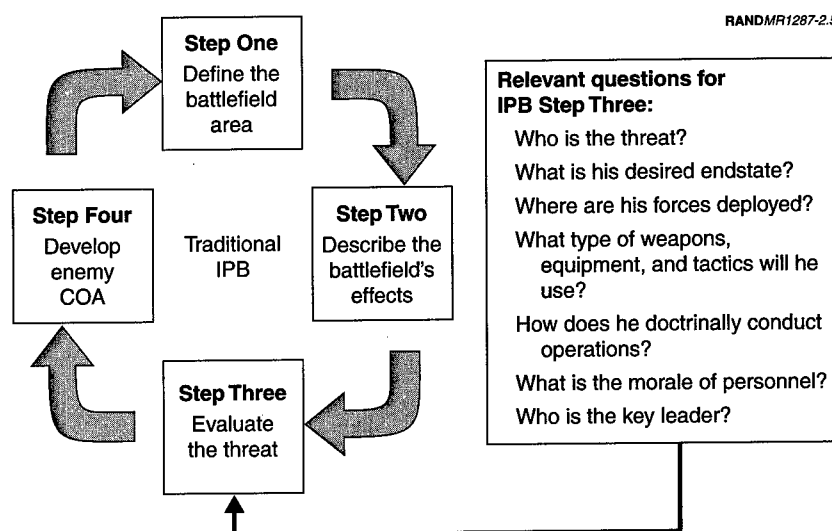 RANDMR1287-2.5
Step One
Define the
battlefield
area
Step Two
Describe the
battlefield's
effects
Step Three
Evaluate
the threat
Step Four
Develop
enemy
COA
Traditional
IPB
Relevant questions for
IPB Step Three:
Who is the threat?
What is his desired endstate?
Where are his forces deployed?
What type of weapons,
equipment, and tactics will he
use?
How does he doctrinally conduct
operations?
What is the morale of personnel?
Who is the key leader?